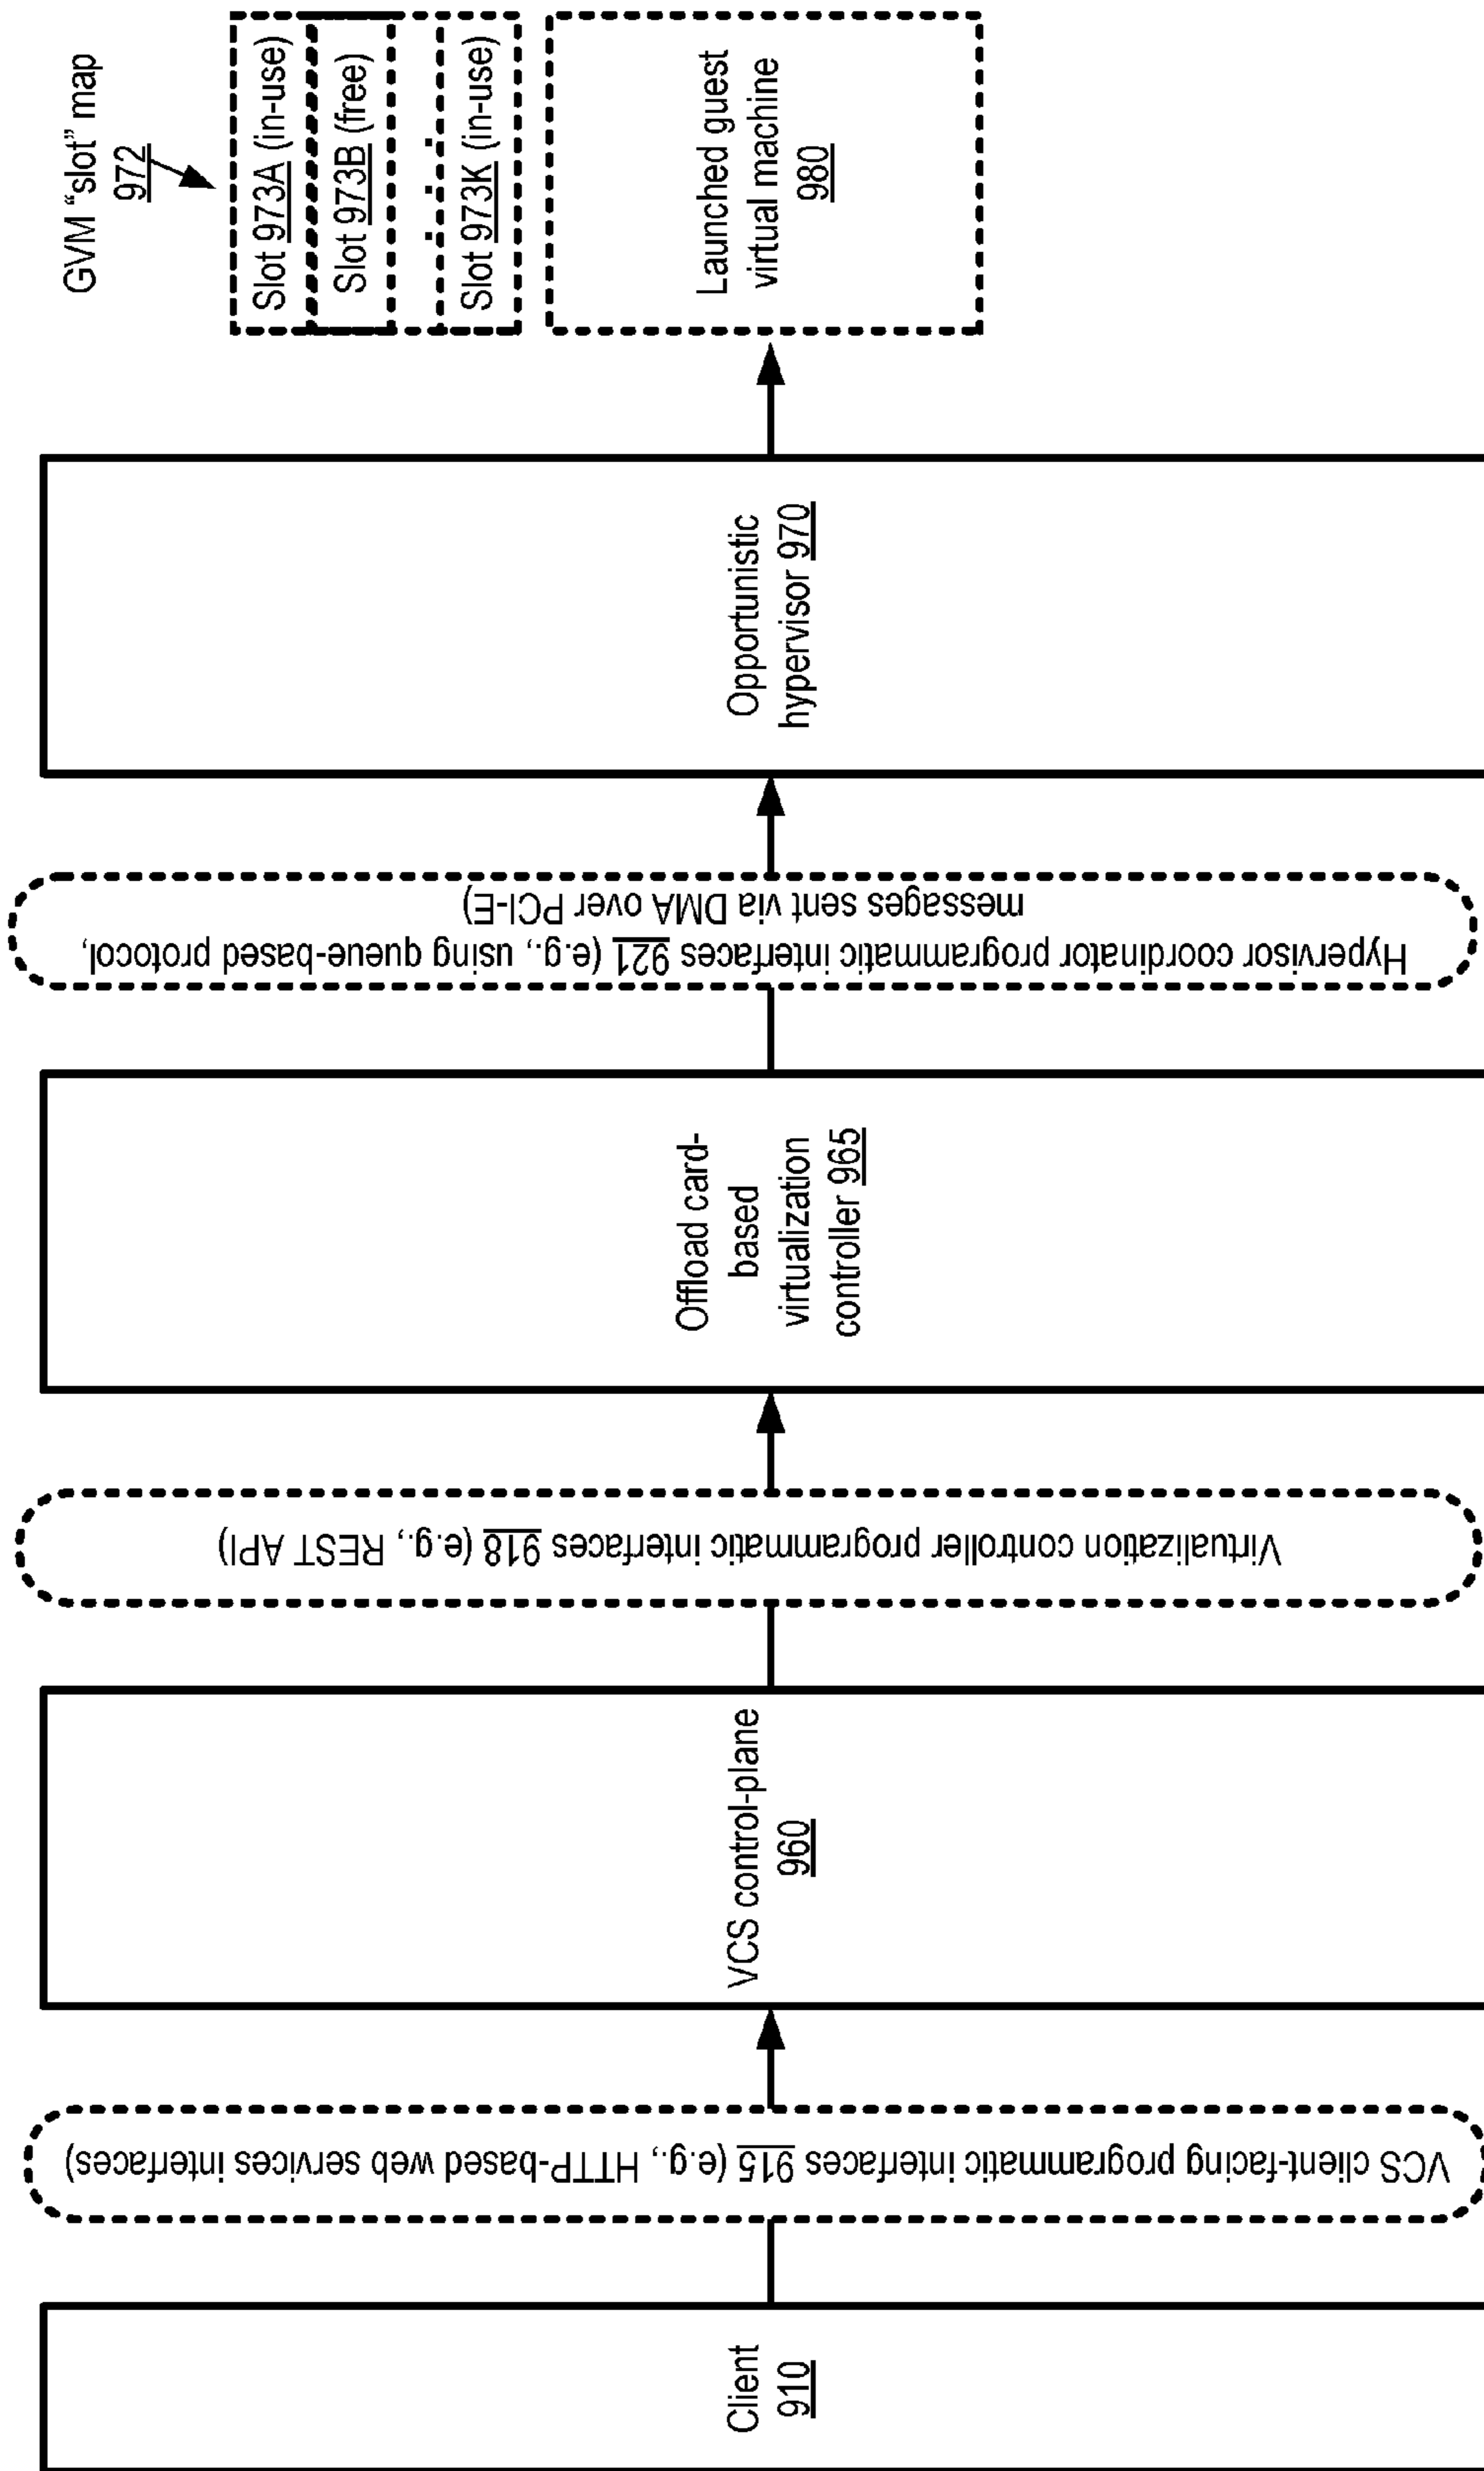 Client
910
VCS client-facing programmatic interfaces 915 (e.g., HTTP-based web services interfaces)
VCS control-plane
960
Virtualization controller programmatic interfaces 918 (e.g., REST API)
Offload card-
based
virtualization
controller 965
Hypervisor coordinator programmatic interfaces 921 (e.g., using queue-based protocol,
messages sent via DMA over PCI-E)
Opportunistic
hypervisor 970
GVM “slot” map
972
Slot 973A (in-use)
Slot 973B (free)
Slot 973K (in-use)
Launched guest
virtual machine
980